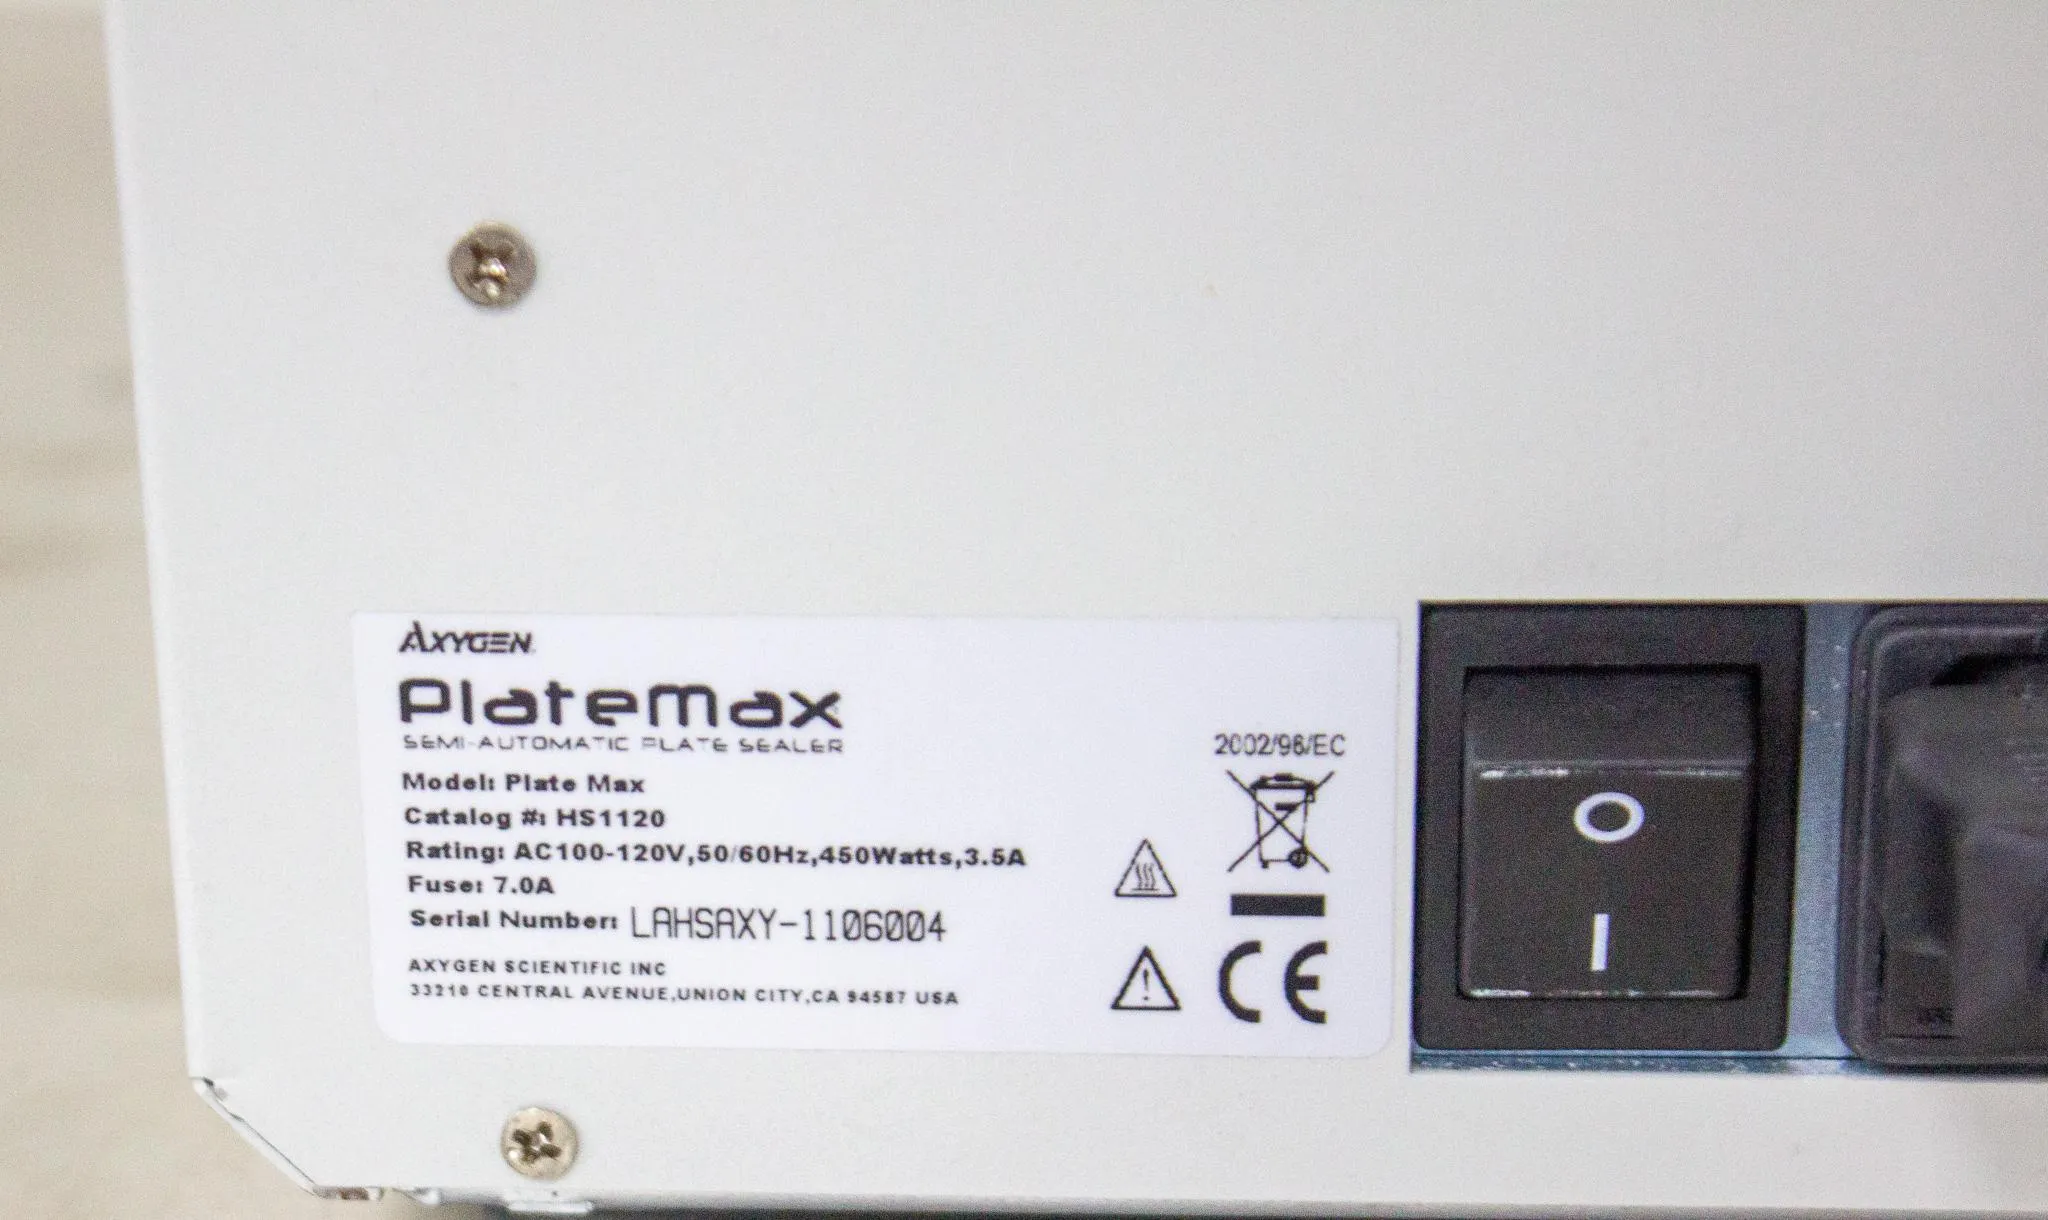 AXYGEN
PlateMax
SEMI-AUTOMATIC PLATE SEALER
2002/96/EC
Model: Plate Max
Catalog #: HS1120
Rating: AC100-120V,50/60Hz,450Watts,3.5A
Fuse: 7.0A
Serial Number: LAHSAXY-1106004
AXYGEN SCIENTIFIC INC
33210 CENTRAL AVENUE,UNION CITY,CA 94587 USA
CE
O
I